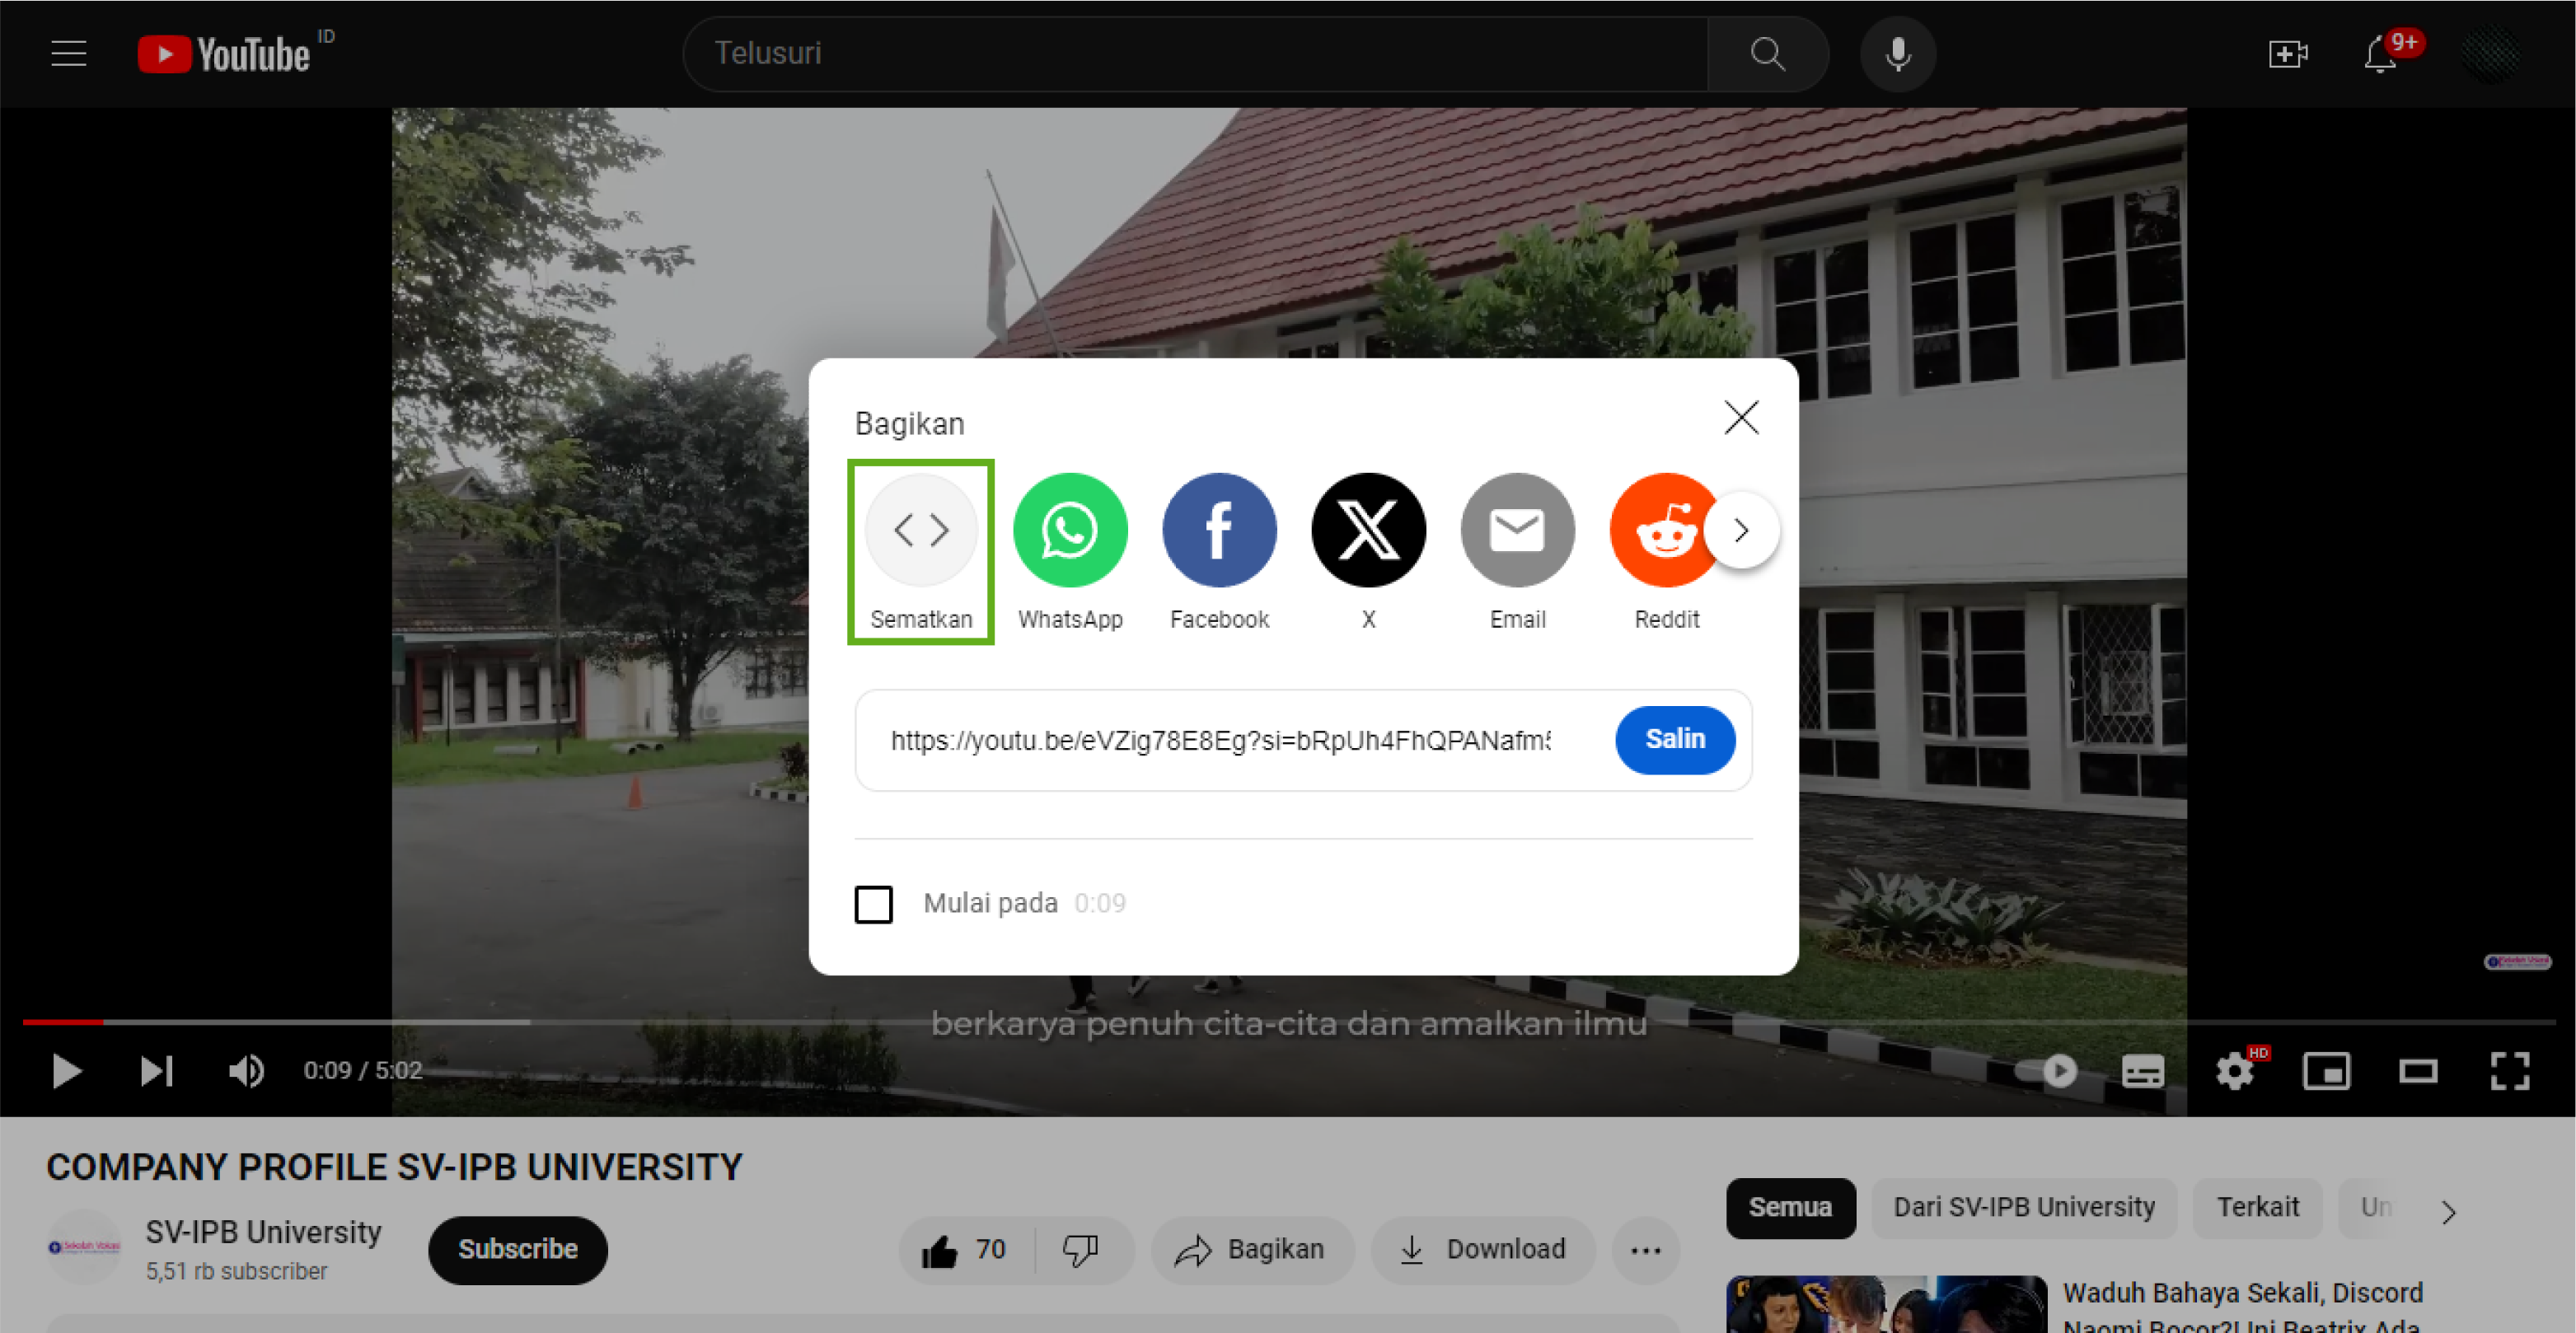 YouTube ID
Telusuri
9+
Bagikan
Sematkan
WhatsApp
Facebook
X
Email
Reddit
https://youtu.be/eVZig78E8Eg?si=bRpUh4FhQPANafm5
Salin
Mulai pada 0:09
berkarya penuh cita-cita dan amalkan ilmu
0:09 / 5:02
HD
COMPANY PROFILE SV-IPB UNIVERSITY
SV-IPB University
5,51 rb subscriber
Subscribe
70
Bagikan
Download
Semua
Dari SV-IPB University
Terkait
Un
Waduh Bahaya Sekali, Discord
Naomi Bocor?! Uni Beatrix Ada